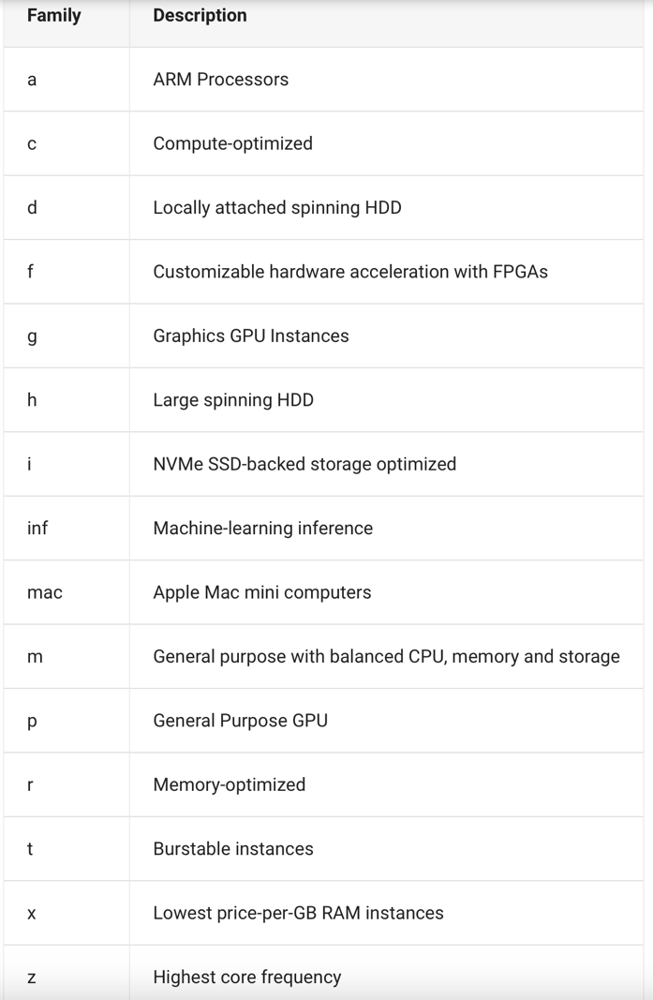 Family Description
a ARM Processors
c Compute-optimized
d Locally attached spinning HDD
f Customizable hardware acceleration with FPGAs
g Graphics GPU Instances
h Large spinning HDD
i NVMe SSD-backed storage optimized
inf Machine-learning inference
mac Apple Mac mini computers
m General purpose with balanced CPU, memory and storage
p General Purpose GPU
r Memory-optimized
t Burstable instances
x Lowest price-per-GB RAM instances
z Highest core frequency